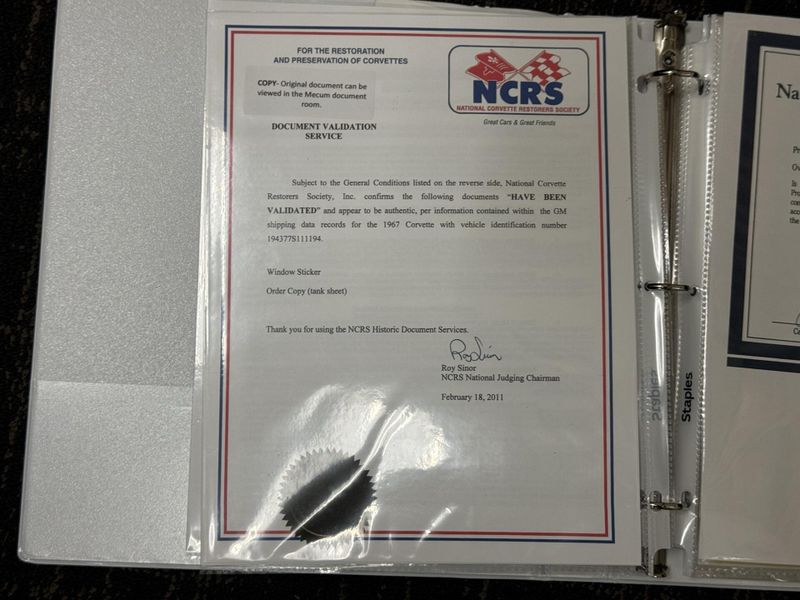 FOR THE RESTORATION
AND PRESERVATION OF CORVETTES
COPY- Original document can be
viewed in the Mecum document
room.
DOCUMENT VALIDATION
SERVICE
NCRS
NATIONAL CORVETTE RESTORERS SOCIETY
Great Cars & Great Friends
Subject to the General Conditions listed on the reverse side, National Corvette
Restorers Society, Inc. confirms the following documents "HAVE BEEN
VALIDATED" and appear to be authentic, per information contained within the GM
shipping data records for the 1967 Corvette with vehicle identification number
194377S111194.
Window Sticker
Order Copy (tank sheet)
Thank you for using the NCRS Historic Document Services.
Roy Sinor
NCRS National Judging Chairman
February 18, 2011
Staples
Na
the